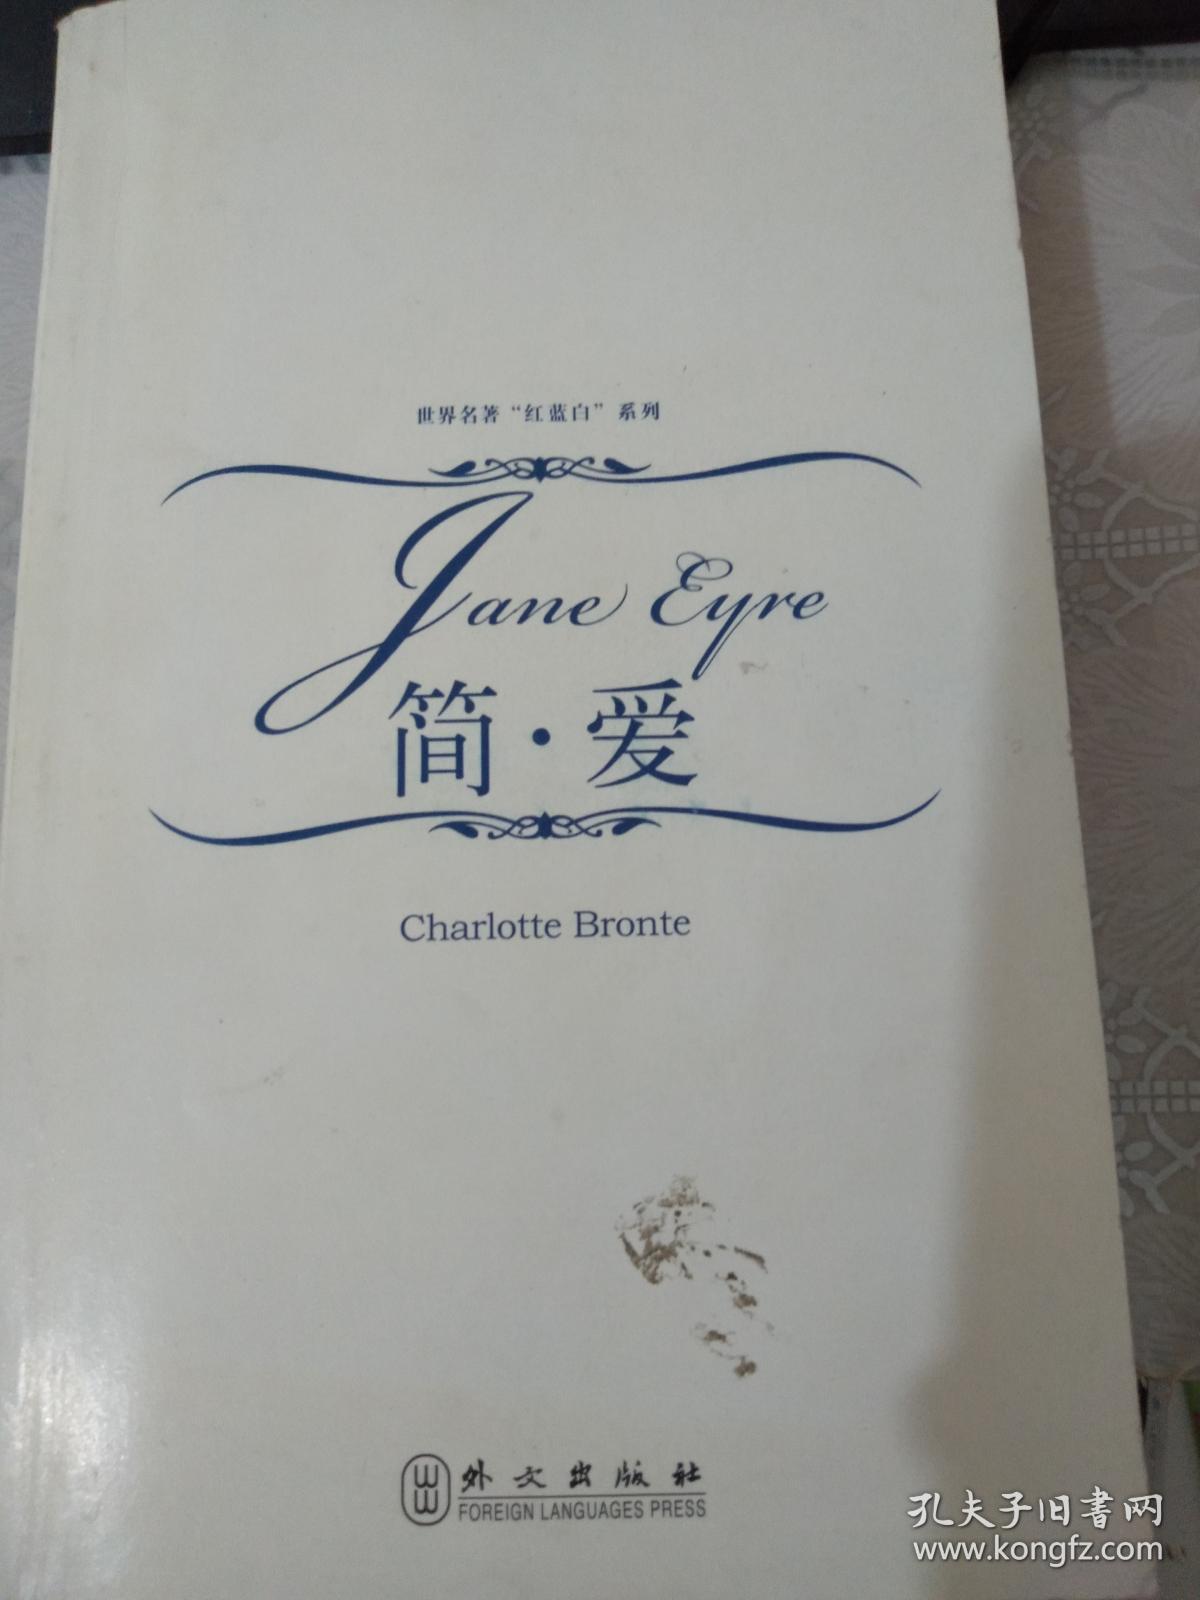 世界名著“红蓝白”系列
Jane Eyre
简·爱
Charlotte Bronte
外文出版社
FOREIGN LANGUAGES PRESS
孔夫子旧书网
www.kongfz.com